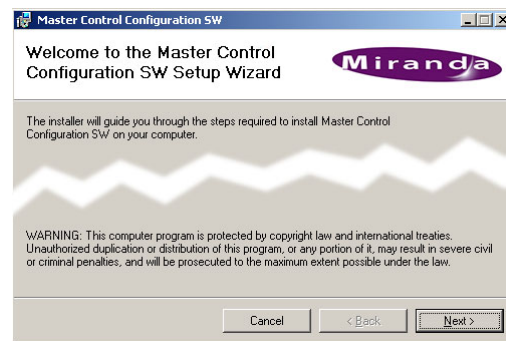 Master Control Configuration SW
Welcome to the Master Control
Configuration SW Setup Wizard
Miranda
The installer will guide you through the steps required to install Master Control
Configuration SW on your computer.
WARNING: This computer program is protected by copyright law and international treaties.
Unauthorized duplication or distribution of this program, or any portion of it, may result in severe civil
or criminal penalties, and will be prosecuted to the maximum extent possible under the law.
Cancel
< Back
Next >